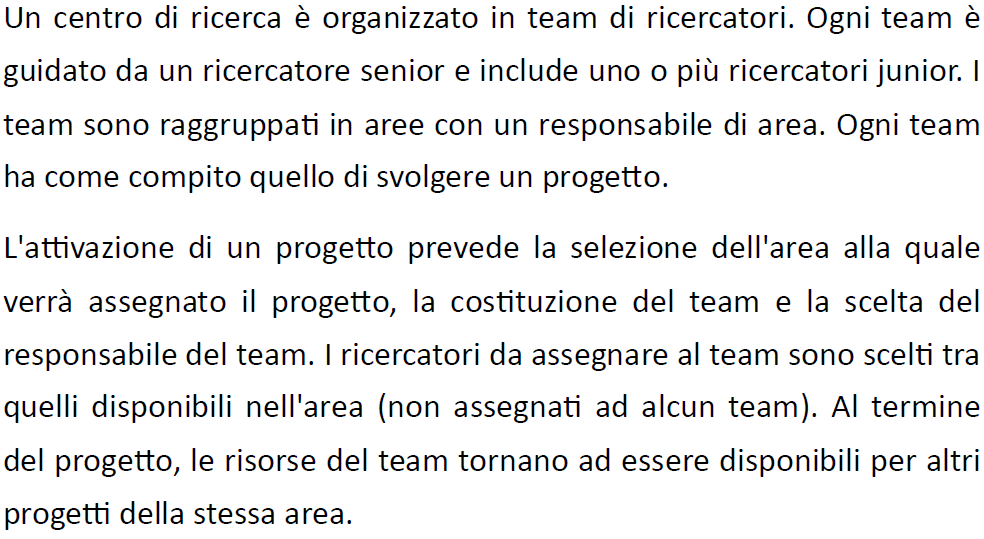 Un centro di ricerca è organizzato in team di ricercatori. Ogni team è
guidato da un ricercatore senior e include uno o più ricercatori junior. I
team sono raggruppati in aree con un responsabile di area. Ogni team
ha come compito quello di svolgere un progetto.
L'attivazione di un progetto prevede la selezione dell'area alla quale
verrà assegnato il progetto, la costituzione del team e la scelta del
responsabile del team. I ricercatori da assegnare al team sono scelti tra
quelli disponibili nell'area (non assegnati ad alcun team). Al termine
del progetto, le risorse del team tornano ad essere disponibili per altri
progetti della stessa area.